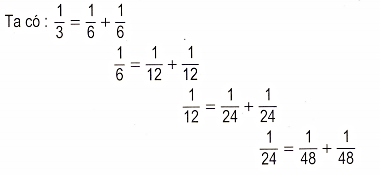 Ta có : 1/3 = 1/6 + 1/6
1/6 = 1/12 + 1/12
1/12 = 1/24 + 1/24
1/24 = 1/48 + 1/48